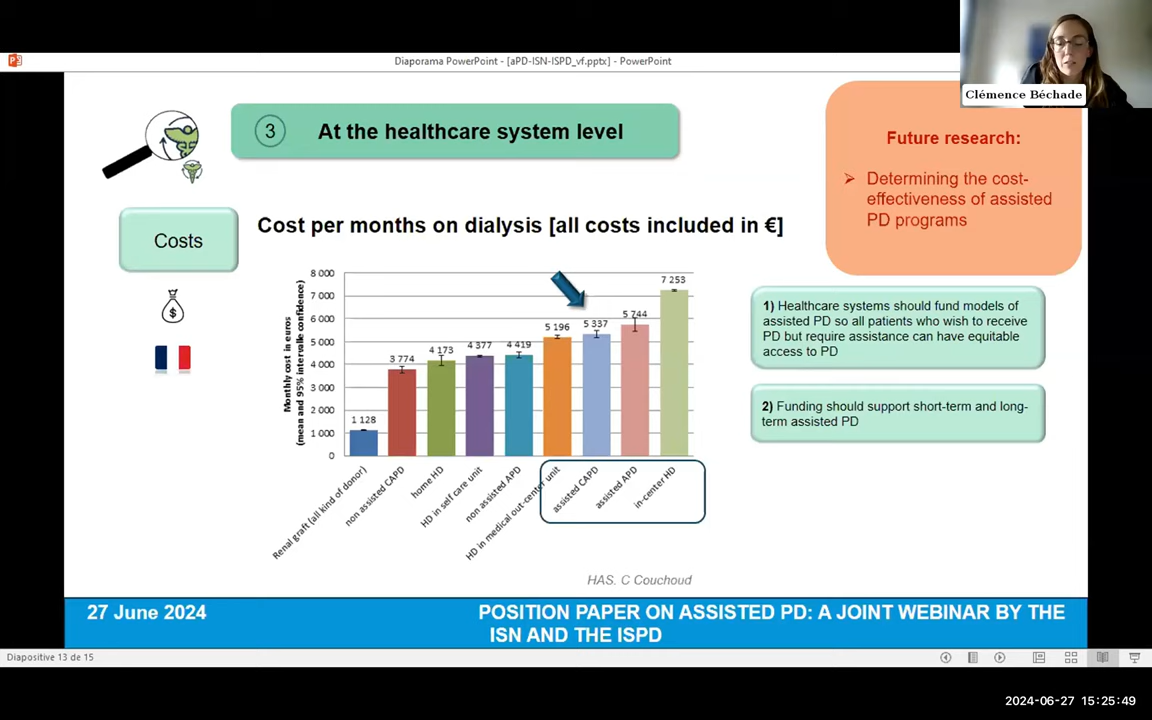 Diaporama PowerPoint - [aPD-ISN-ISPD_vf.pptx] - PowerPoint
Clémence Béchade
3
At the healthcare system level
Future research:
Determining the cost-
effectiveness of assisted
PD programs
Costs
Cost per months on dialysis [all costs included in €]
Monthly cost in euros
(mean and 95% intervalle confidence)
8 000
7 000
6 000
5 000
4 000
3 000
2 000
1 000
0
1 128
3 774
4 173
4 377
4 419
5 196
5 337
5 744
7 253
Renal graft (all kind of donor)
non assisted CAPD
home HD
HD in self care unit
non assisted APD
HD in medical out-center unit
assisted CAPD
assisted APD
in-center HD
$
1) Healthcare systems should fund models of
assisted PD so all patients who wish to receive
PD but require assistance can have equitable
access to PD
2) Funding should support short-term and long-
term assisted PD
HAS. C Couchoud
27 June 2024
POSITION PAPER ON ASSISTED PD: A JOINT WEBINAR BY THE
ISN AND THE ISPD
Diapositive 13 de 15
2024-06-27 15:25:49